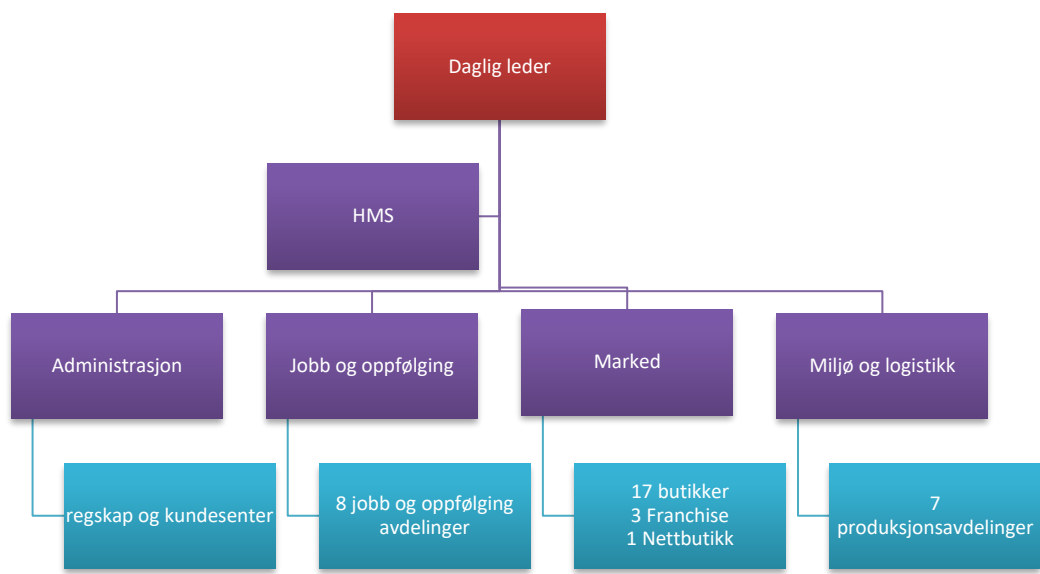 Daglig leder
HMS
Administrasjon
Jobb og oppfølging
Marked
Miljø og logistikk
regskap og kundesenter
8 jobb og oppfølging
avdelinger
17 butikker
3 Franchise
1 Nettbutikk
7
produksjonsavdelinger